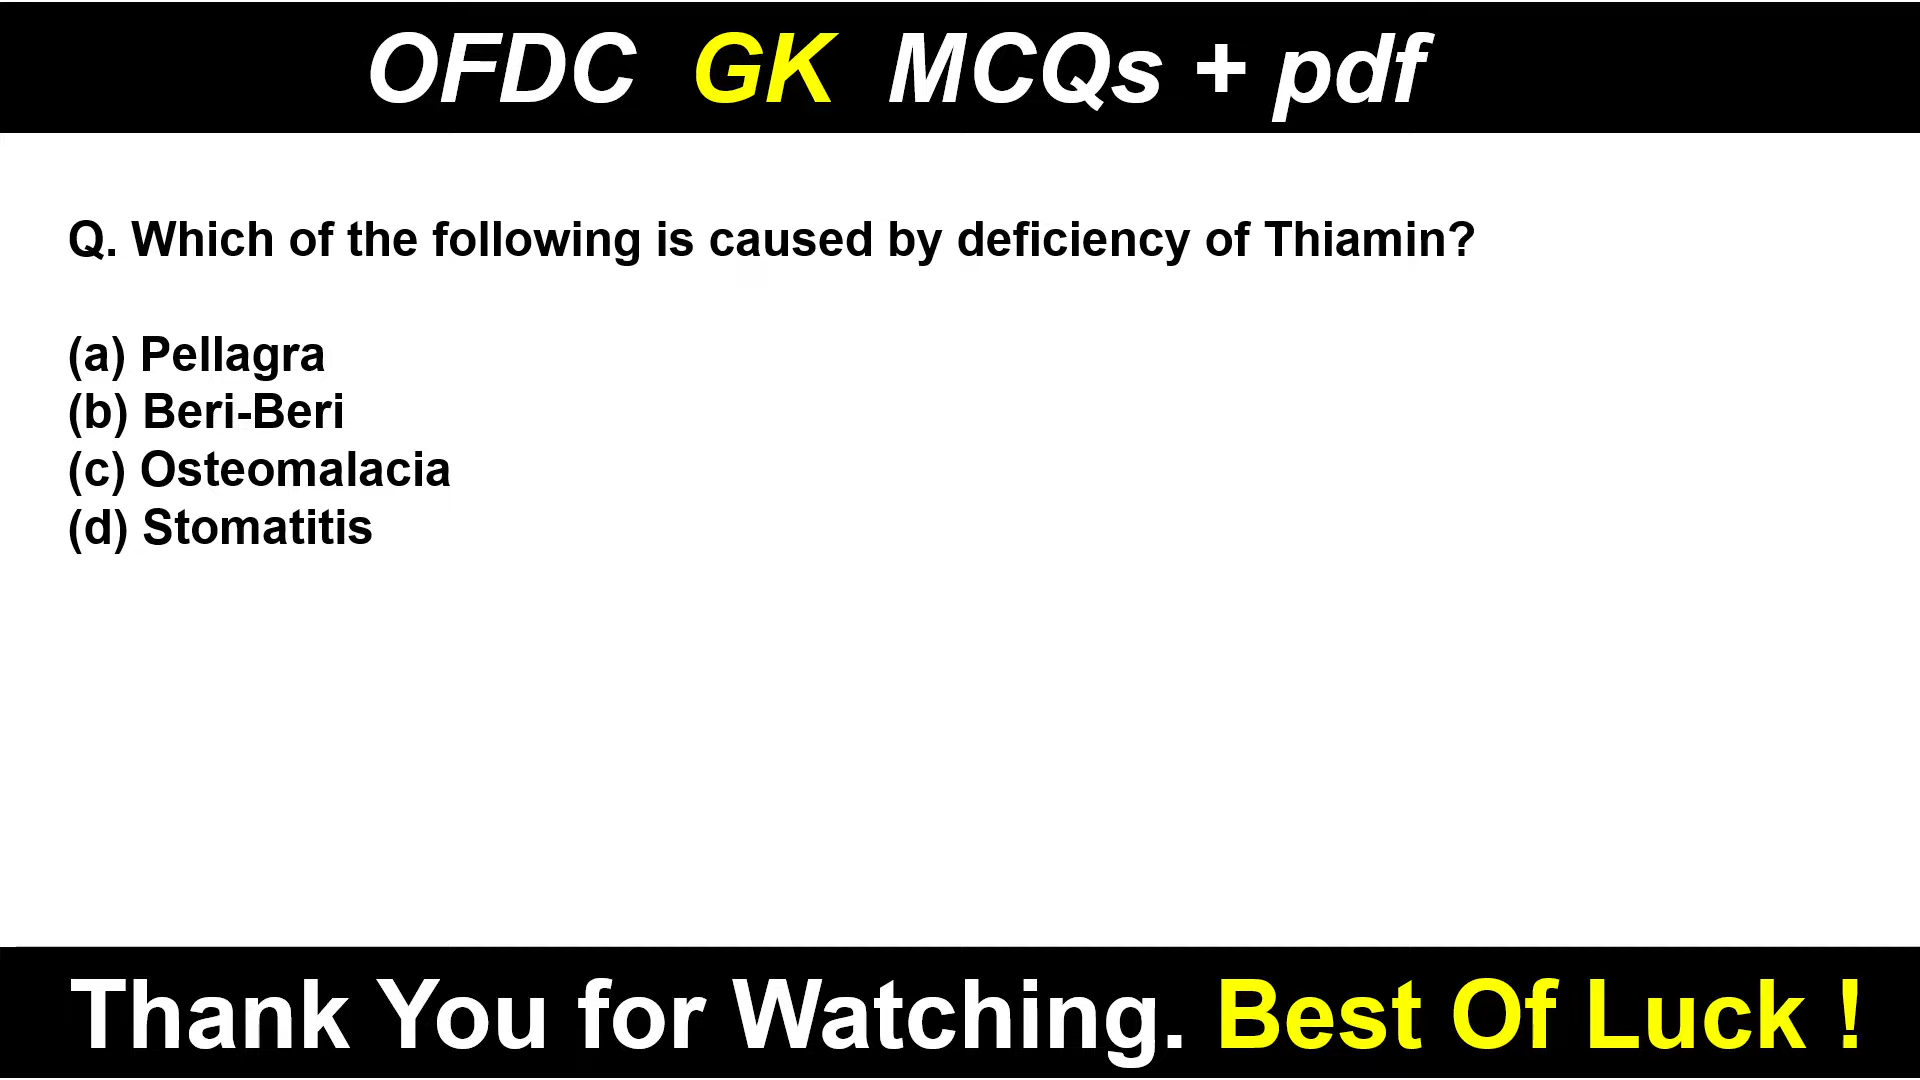 OFDC GK MCQs + pdf
Q. Which of the following is caused by deficiency of Thiamin?
(a) Pellagra
(b) Beri-Beri
(c) Osteomalacia
(d) Stomatitis
Thank You for Watching. Best Of Luck !